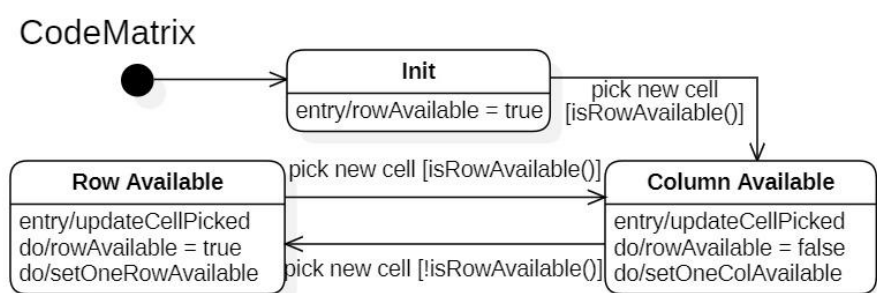 CodeMatrix
Init
entry/rowAvailable = true
pick new cell
[isRowAvailable()]
Row Available
entry/updateCellPicked
do/rowAvailable = true
do/setOneRowAvailable
pick new cell [isRowAvailable()]
pick new cell [!isRowAvailable()]
Column Available
entry/updateCellPicked
do/rowAvailable = false
do/setOneColAvailable